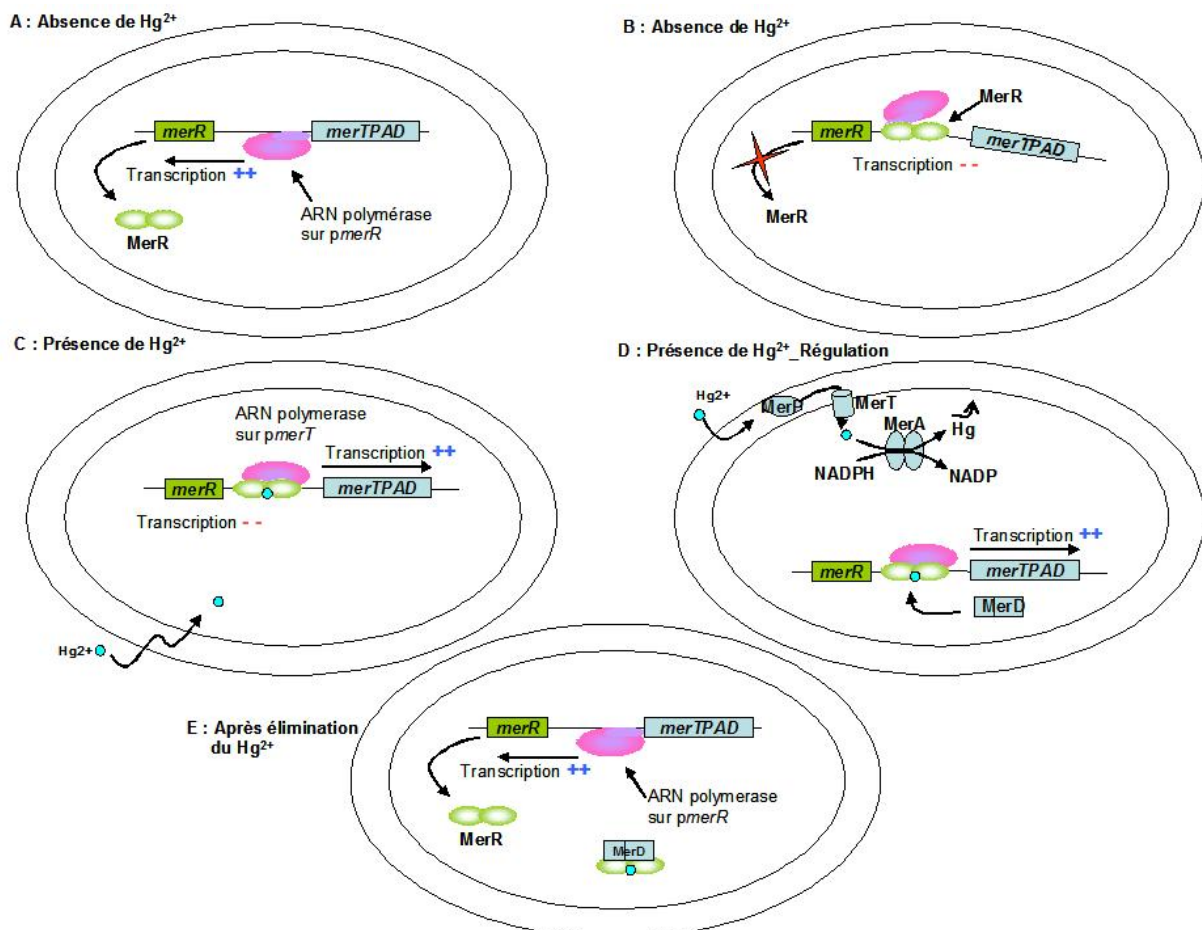 A : Absence de Hg²⁺
merR
merTPAD
Transcription ++
ARN polymérase
sur pmerR
MerR
B : Absence de Hg²⁺
MerR
merR
merTPAD
Transcription - -
MerR
C : Présence de Hg²⁺
ARN polymerase
sur pmerT
Transcription ++
merR
merTPAD
Transcription - -
Hg2+
D : Présence de Hg²⁺_Régulation
Hg2+
MerP
MerT
MerA
Hg
NADPH
NADP
Transcription ++
merR
merTPAD
MerD
E : Après élimination
du Hg²⁺
merR
merTPAD
Transcription ++
ARN polymerase
sur pmerR
MerR
MerD